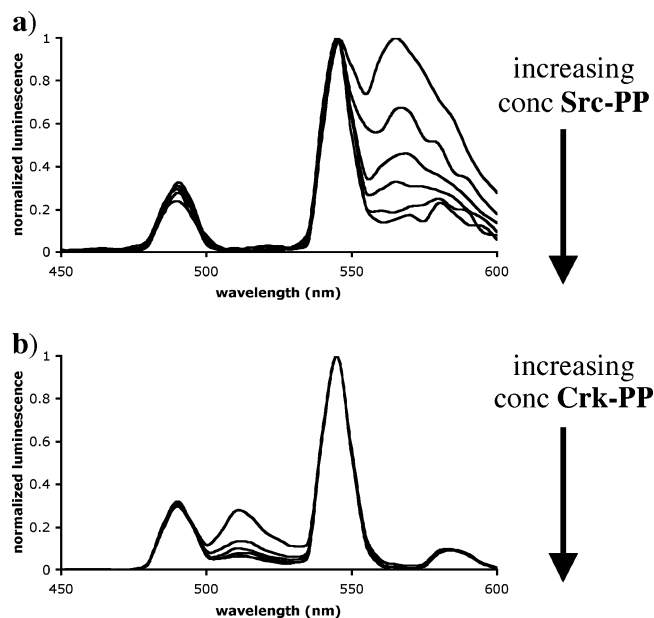 a)
normalized luminescence
1
0.8
0.6
0.4
0.2
0
450
500
550
600
wavelength (nm)
increasing
conc Src-PP
b)
normalized luminescence
1
0.8
0.6
0.4
0.2
0
450
500
550
600
wavelength (nm)
increasing
conc Crk-PP